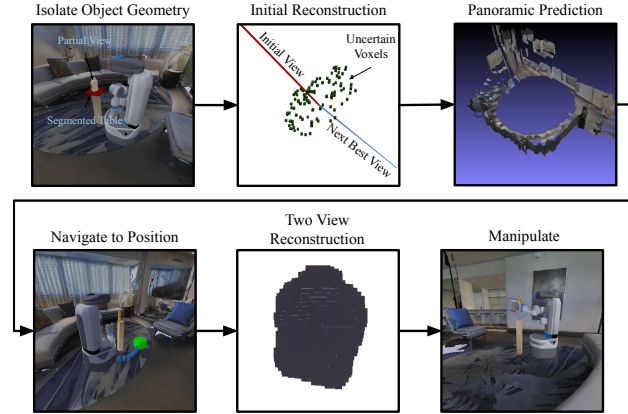 Isolate Object Geometry
Initial Reconstruction
Panoramic Prediction
Partial View
Segmented Table
Initial View
Uncertain
Voxels
Next Best View
Navigate to Position
Two View
Reconstruction
Manipulate